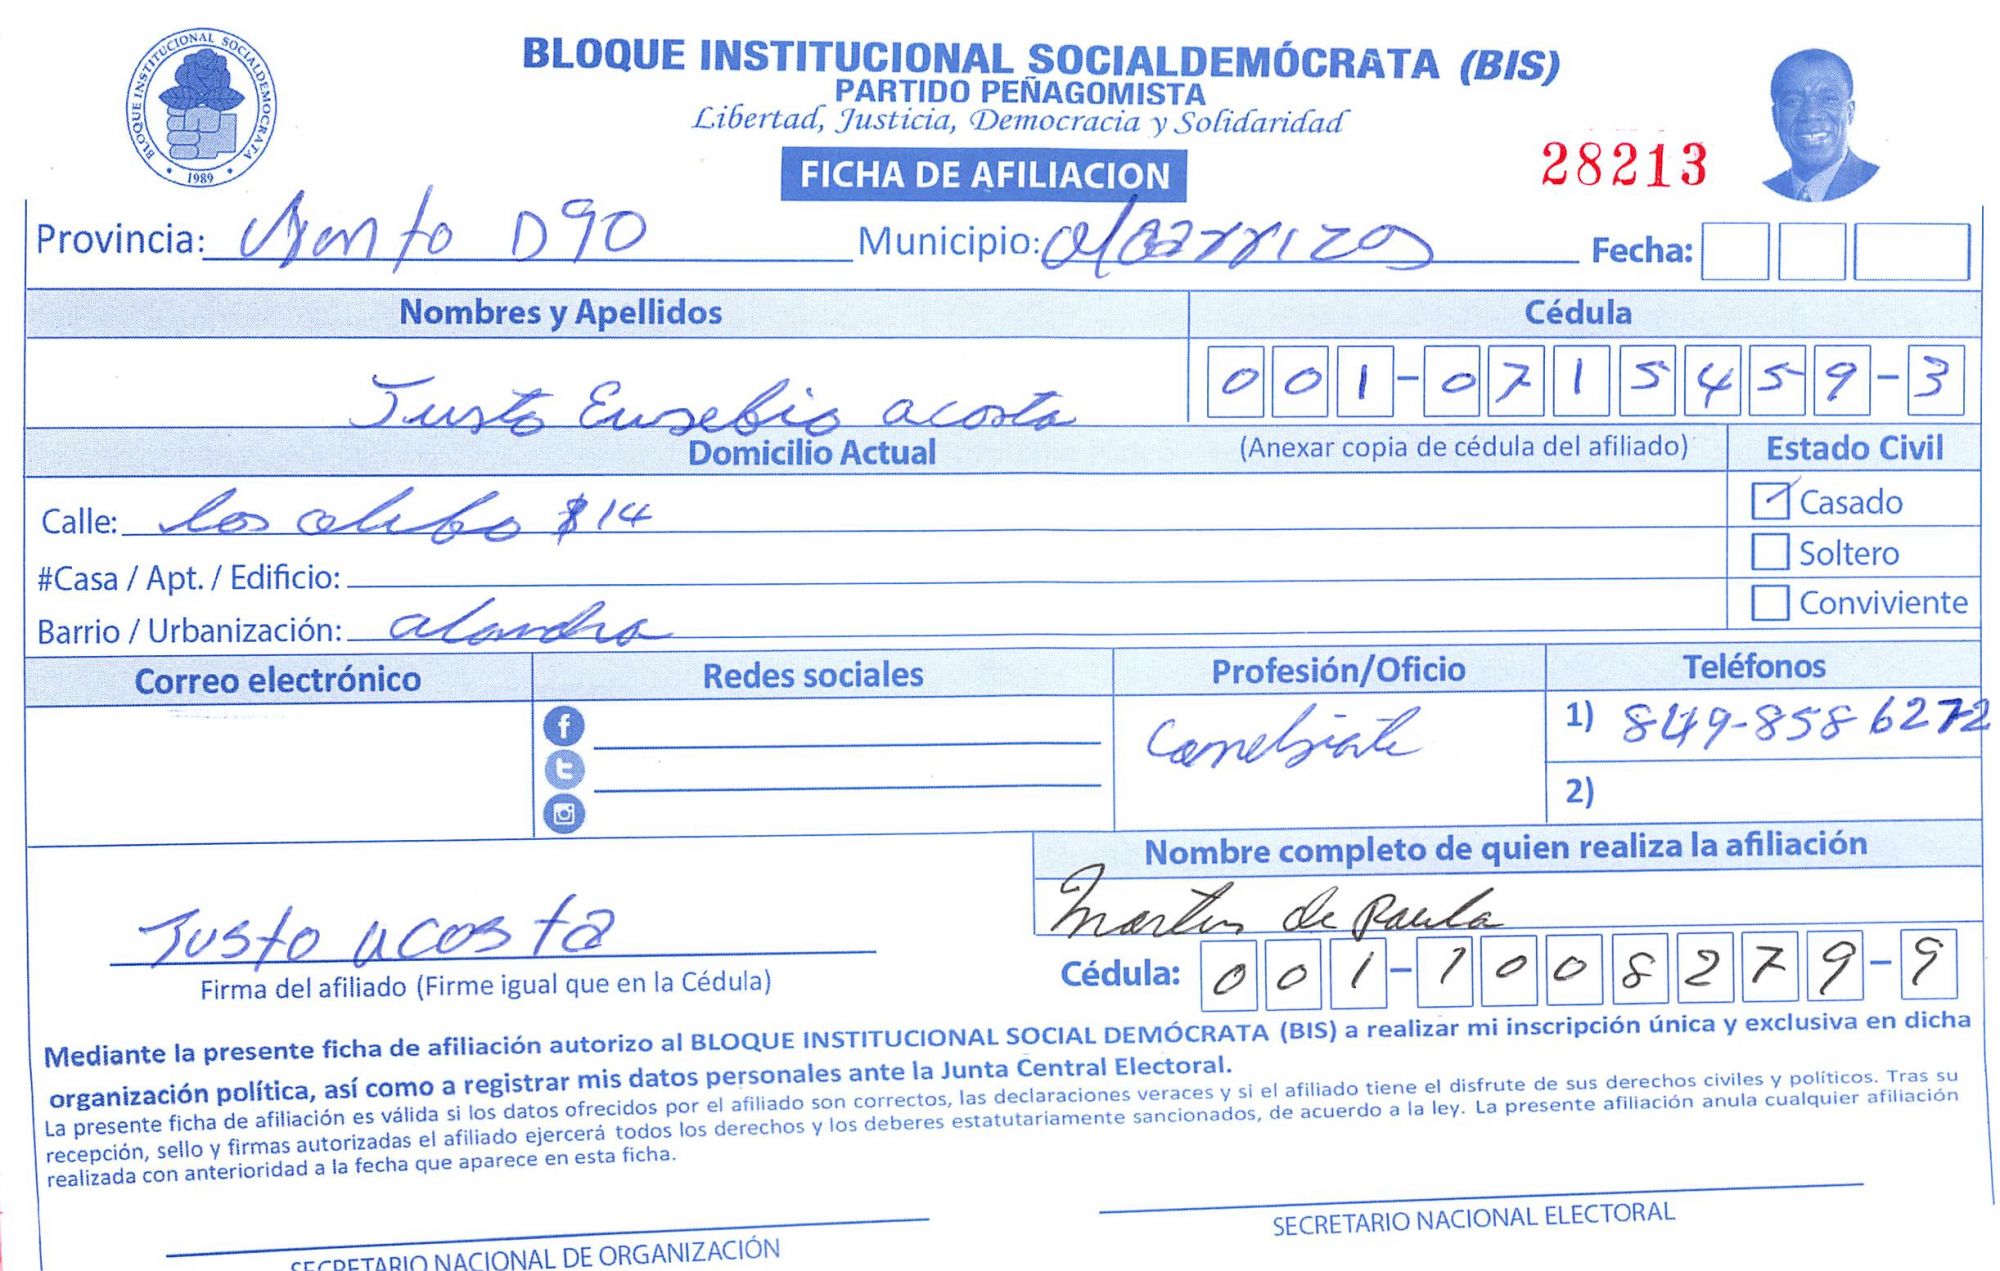 BLOQUE INSTITUCIONAL SOCIALDEMOCRATA
1989
BLOQUE INSTITUCIONAL SOCIALDEMÓCRATA (BIS)
PARTIDO PEÑAGOMISTA
Libertad, Justicia, Democracia y Solidaridad
FICHA DE AFILIACION
28213
Provincia: D90 Municipio: Fecha:
Nombres y Apellidos Cédula
Justo Eusebio acosta 001-0715459-3
Domicilio Actual (Anexar copia de cédula del afiliado) Estado Civil
Calle: los 14 Casado
#Casa / Apt. / Edificio: Soltero
Barrio / Urbanización: Conviviente
Correo electrónico Redes sociales Profesión/Oficio Teléfonos
1) 849-858 6272
2)
Nombre completo de quien realiza la afiliación
Martin de Paula
Justo acosta
Firma del afiliado (Firme igual que en la Cédula) Cédula: 001-1008279-9
Mediante la presente ficha de afiliación autorizo al BLOQUE INSTITUCIONAL SOCIAL DEMÓCRATA (BIS) a realizar mi inscripción única y exclusiva en dicha
organización política, así como a registrar mis datos personales ante la Junta Central Electoral.
La presente ficha de afiliación es válida si los datos ofrecidos por el afiliado son correctos, las declaraciones veraces y si el afiliado tiene el disfrute de sus derechos civiles y políticos. Tras su
recepción, sello y firmas autorizadas el afiliado ejercerá todos los derechos y los deberes estatutariamente sancionados, de acuerdo a la ley. La presente afiliación anula cualquier afiliación
realizada con anterioridad a la fecha que aparece en esta ficha.
SECRETARIO NACIONAL DE ORGANIZACIÓN SECRETARIO NACIONAL ELECTORAL